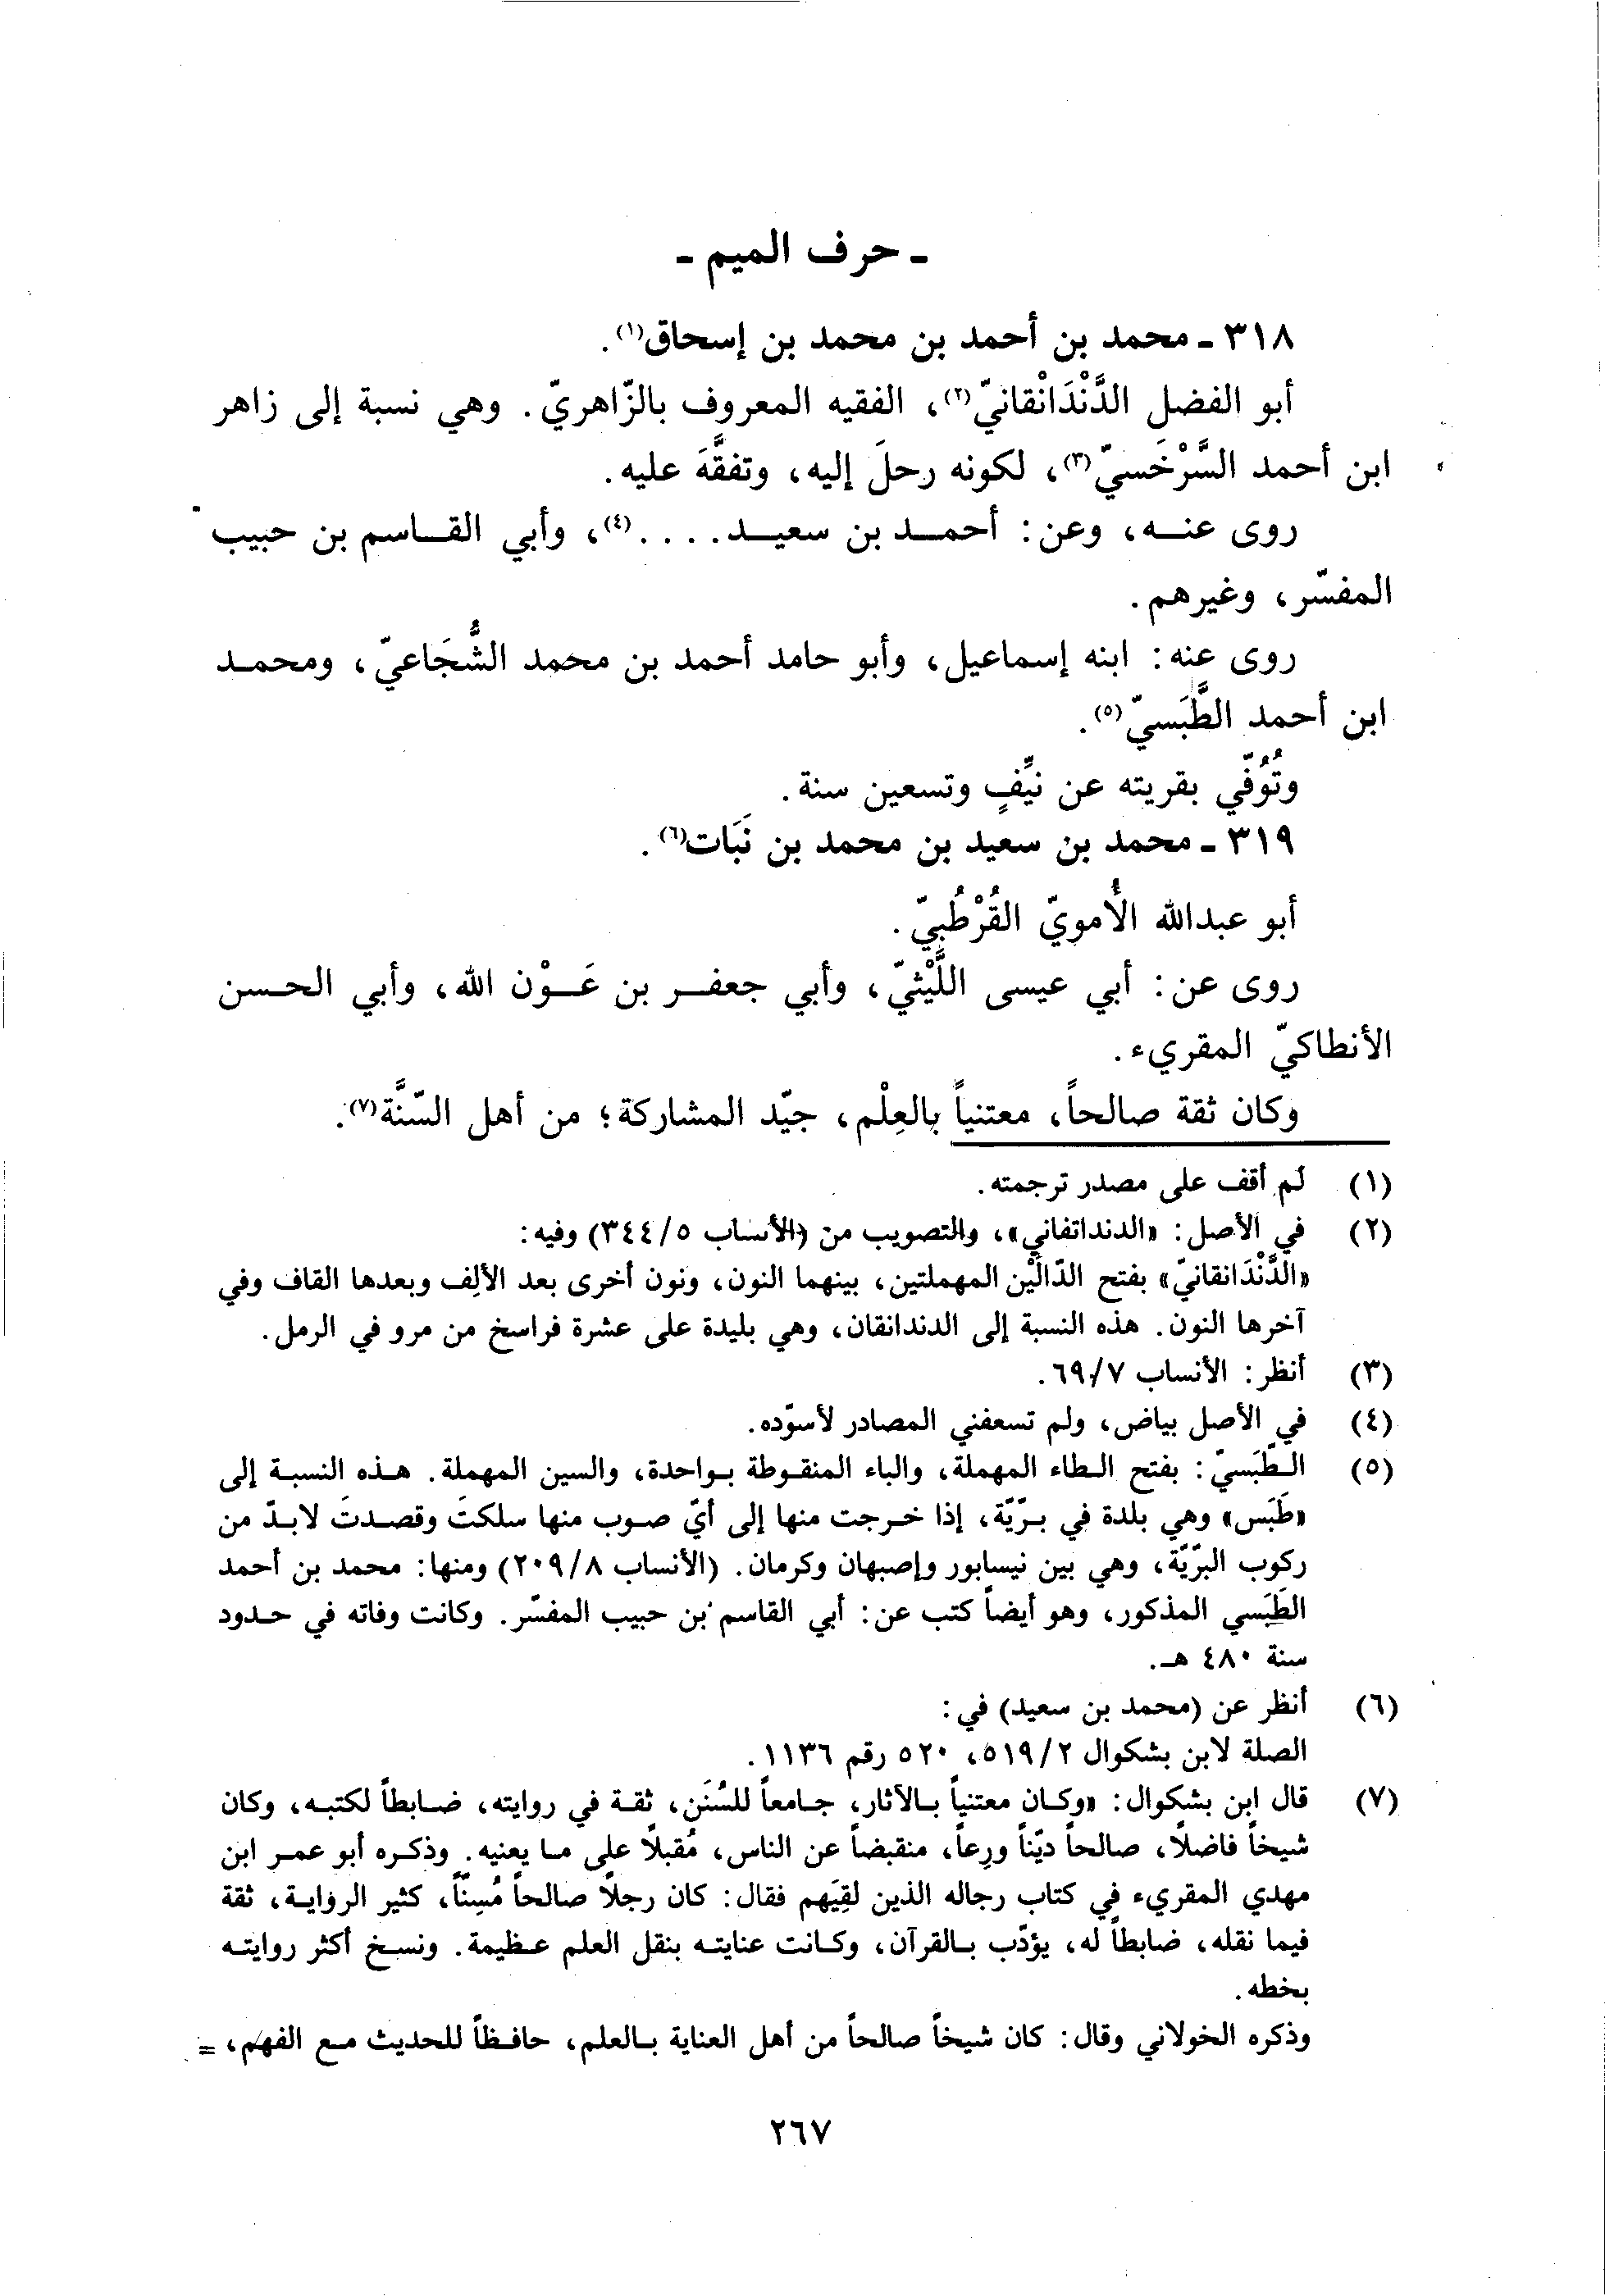 ـ حرف الميم ـ
٣١٨ ـ محمد بن أحمد بن محمد بن إسحاق(١).
أبو الفضل الدَّنْدَانْقانيّ(٢)، الفقيه المعروف بالزّاهريّ. وهي نسبة إلى زاهر
ابن أحمد السَّرْخَسيّ(٣)، لكونه رحلَ إليه، وتفقَّهَ عليه.
روى عنه، وعن: أحمد بن سعيد....(٤)، وأبي القاسم بن حبيب
المفسّر، وغيرهم.
روى عنه: ابنه إسماعيل، وأبو حامد أحمد بن محمد الشُّجَاعيّ، ومحمد
ابن أحمد الطَّبَسيّ(٥).
وتُوُفّي بقريته عن نيِّفٍ وتسعين سنة.
٣١٩ ـ محمد بن سعيد بن محمد بن نَبَات(٦).
أبو عبدالله الأُمويّ القُرْطُبيّ.
روى عن: أبي عيسى اللَّيْثيّ، وأبي جعفر بن عَوْن الله، وأبي الحسن
الأنطاكيّ المقريء.
وكان ثقة صالحاً، معتنياً بالعِلْم، جيّد المشاركة؛ من أهل السّنَّة(٧).
(١) لم أقف على مصدر ترجمته.
(٢) في الأصل: «الدنداتفاني»، والتصويب من (الأنساب ٣٤٤/٥) وفيه:
«الدَّنْدَانقانيّ» بفتح الدّالَيْن المهملتين، بينهما النون، ونون أخرى بعد الألِف وبعدها القاف وفي
آخرها النون. هذه النسبة إلى الدندانقان، وهي بليدة على عشرة فراسخ من مرو في الرمل.
(٣) أنظر: الأنساب ٦٩/٧.
(٤) في الأصل بياض، ولم تسعفني المصادر لأسوّده.
(٥) الطَّبَسيّ: بفتح الطاء المهملة، والباء المنقوطة بواحدة، والسين المهملة. هذه النسبة إلى
«طَبَس» وهي بلدة في برّيّة، إذا خرجت منها إلى أيّ صوب منها سلكتَ وقصدتَ لابدّ من
ركوب البرّيّة، وهي بين نيسابور وإصبهان وكرمان. (الأنساب ٢٠٩/٨) ومنها: محمد بن أحمد
الطَبَسي المذكور، وهو أيضاً كتب عن: أبي القاسم بن حبيب المفسّر. وكانت وفاته في حدود
سنة ٤٨٠ هـ.
(٦) أنظر عن (محمد بن سعيد) في:
الصلة لابن بشكوال ٥١٩/٢، ٥٢٠ رقم ١١٣٦.
(٧) قال ابن بشكوال: «وكان معتنياً بالآثار، جامعاً للسُنَن، ثقة في روايته، ضابطاً لكتبه، وكان
شيخاً فاضلاً، صالحاً ديّناً ورِعاً، منقبضاً عن الناس، مُقبلاً على ما يعنيه. وذكره أبو عمر ابن
مهدي المقريء في كتاب رجاله الذين لقِيَهم فقال: كان رجلاً صالحاً مُسِنّاً، كثير الرواية، ثقة
فيما نقله، ضابطاً له، يؤدّب بالقرآن، وكانت عنايته بنقل العلم عظيمة. ونسخ أكثر روايته
بخطه.
وذكره الخولاني وقال: كان شيخاً صالحاً من أهل العناية بالعلم، حافظاً للحديث مع الفهم، =
٢٦٧